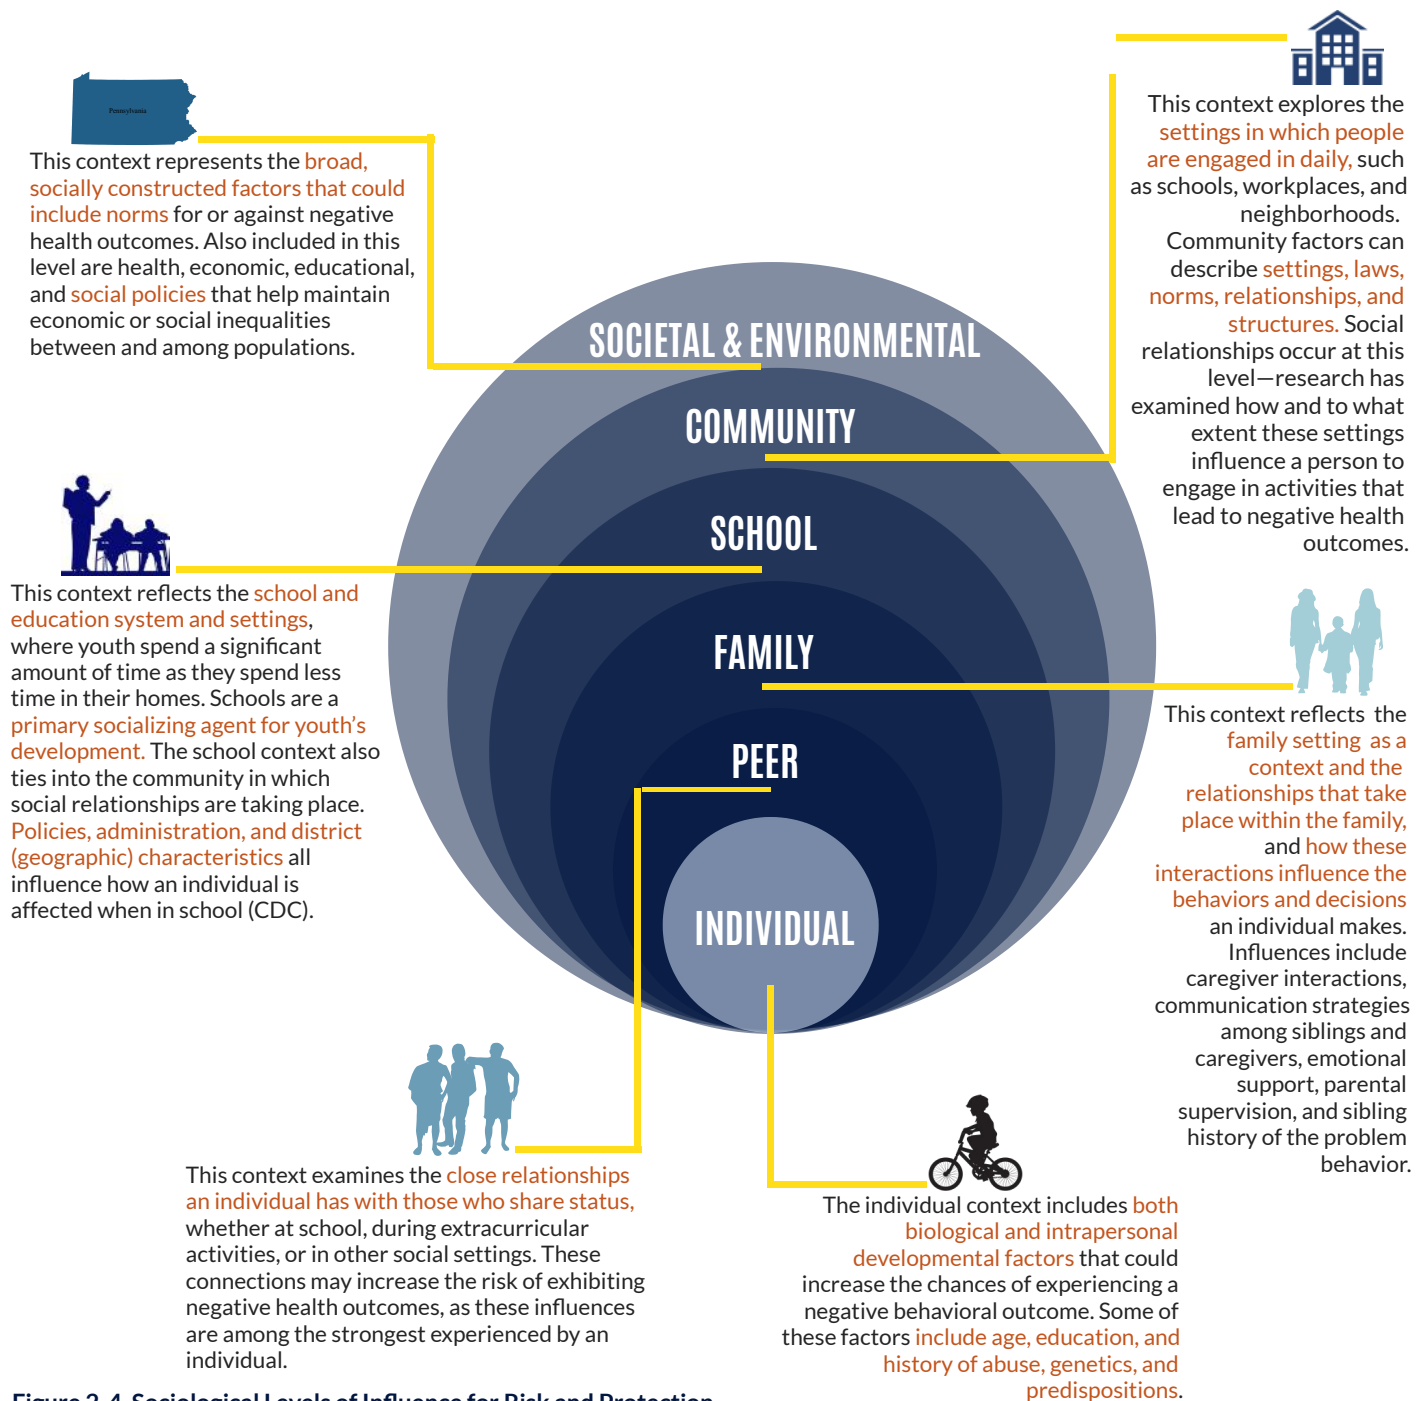 Pennsylvania
This context represents the broad,
socially constructed factors that could
include norms for or against negative
health outcomes. Also included in this
level are health, economic, educational,
and social policies that help maintain
economic or social inequalities
between and among populations.
This context explores the
settings in which people
are engaged in daily, such
as schools, workplaces, and
neighborhoods.
Community factors can
describe settings, laws,
norms, relationships, and
structures. Social
relationships occur at this
level—research has
examined how and to what
extent these settings
influence a person to
engage in activities that
lead to negative health
outcomes.
SOCIETAL & ENVIRONMENTAL
COMMUNITY
SCHOOL
FAMILY
PEER
INDIVIDUAL
This context reflects the school and
education system and settings,
where youth spend a significant
amount of time as they spend less
time in their homes. Schools are a
primary socializing agent for youth’s
development. The school context also
ties into the community in which
social relationships are taking place.
Policies, administration, and district
(geographic) characteristics all
influence how an individual is
affected when in school (CDC).
This context reflects the
family setting as a
context and the
relationships that take
place within the family,
and how these
interactions influence the
behaviors and decisions
an individual makes.
Influences include
caregiver interactions,
communication strategies
among siblings and
caregivers, emotional
support, parental
supervision, and sibling
history of the problem
behavior.
This context examines the close relationships
an individual has with those who share status,
whether at school, during extracurricular
activities, or in other social settings. These
connections may increase the risk of exhibiting
negative health outcomes, as these influences
are among the strongest experienced by an
individual.
The individual context includes both
biological and intrapersonal
developmental factors that could
increase the chances of experiencing a
negative behavioral outcome. Some of
these factors include age, education, and
history of abuse, genetics, and
predispositions.
Figure 2-4. Sociological Levels of Influence for Risk and Protection